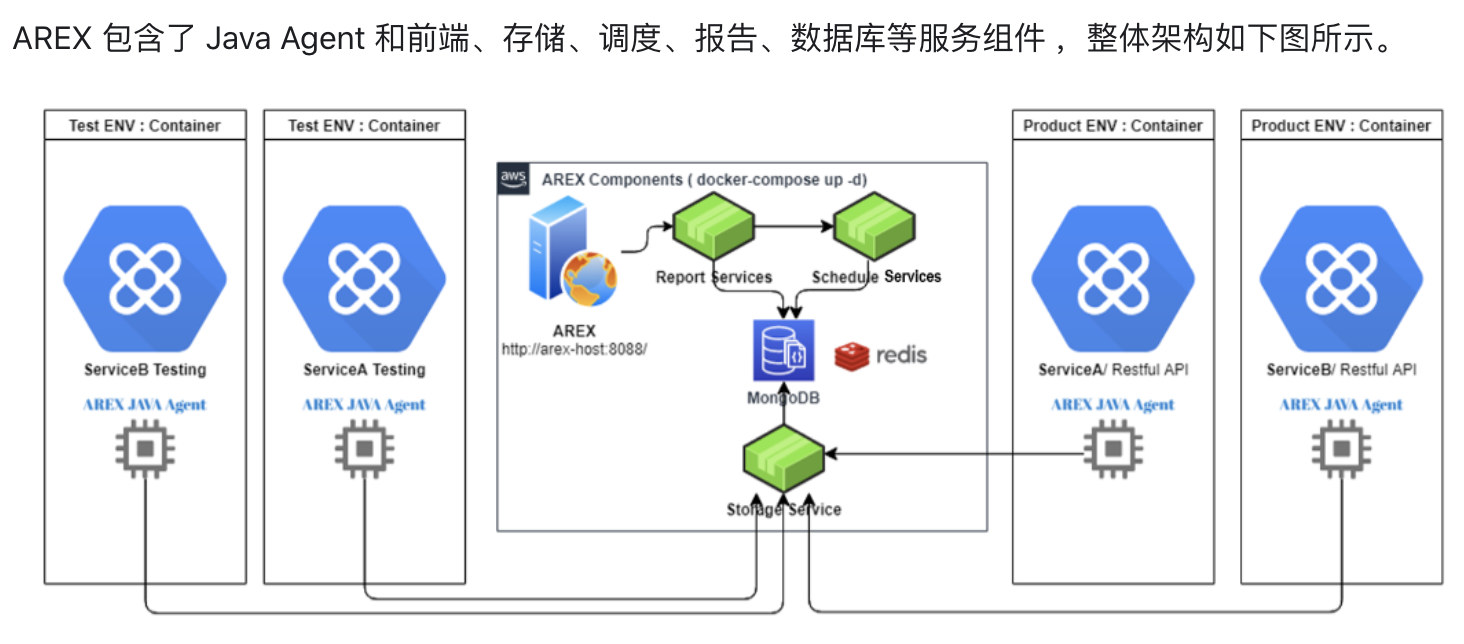 AREX 包含了 Java Agent 和前端、存储、调度、报告、数据库等服务组件 ，整体架构如下图所示。
Test ENV : Container
Test ENV : Container
Product ENV : Container
Product ENV : Container
aws
AREX Components ( docker-compose up -d)
Report Services
Schedule Services
AREX
http://arex-host:8088/
redis
MongoDB
Storage Service
ServiceB Testing
AREX JAVA Agent
ServiceA Testing
AREX JAVA Agent
ServiceA/ Restful API
AREX JAVA Agent
ServiceB/ Restful API
AREX JAVA Agent